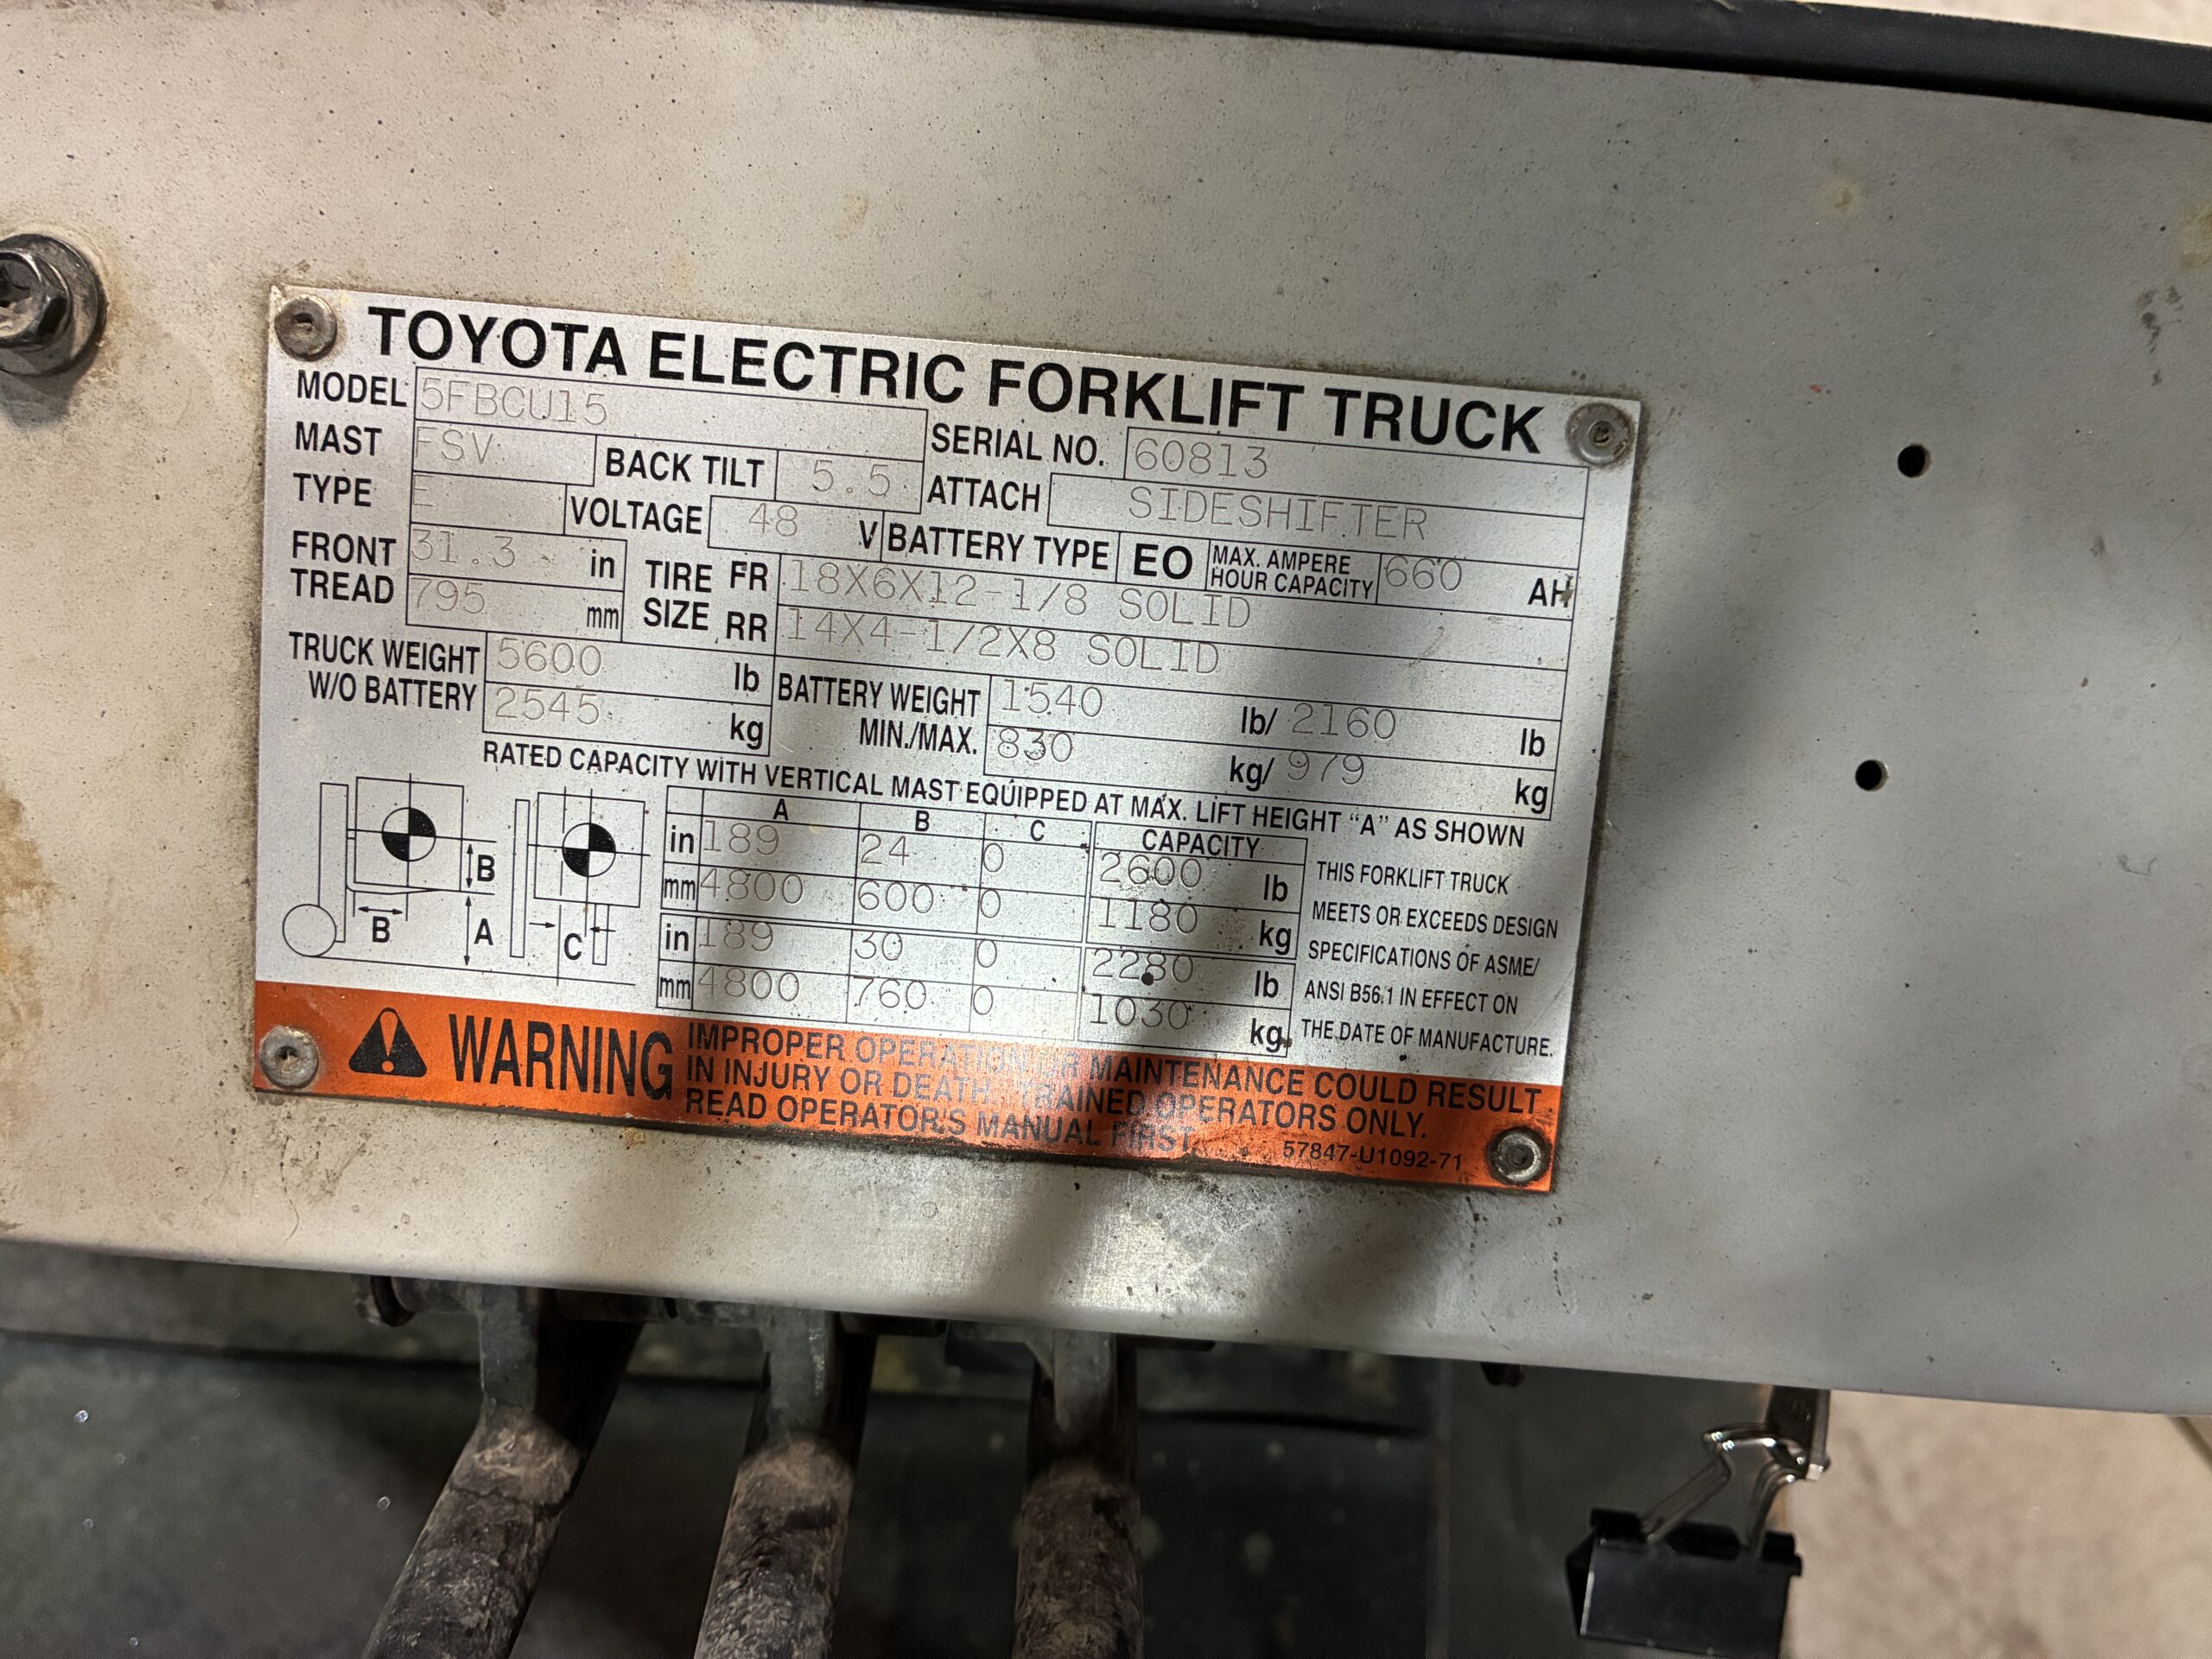 TOYOTA ELECTRIC FORKLIFT TRUCK
MODEL 5FBCU15 SERIAL NO. 60813
MAST FSV BACK TILT 5.5 ATTACH SIDESHIFTER
TYPE E VOLTAGE 48 V BATTERY TYPE EO MAX. AMPERE HOUR CAPACITY 660 AH
FRONT TREAD 31.3 in TIRE SIZE FR 18X6X12-1/8 SOLID
795 mm RR 14X4-1/2X8 SOLID
TRUCK WEIGHT 5600 lb BATTERY WEIGHT 1540 lb/ 2160 lb
W/O BATTERY 2545 kg MIN./MAX. 830 kg/ 979 kg
RATED CAPACITY WITH VERTICAL MAST EQUIPPED AT MAX. LIFT HEIGHT "A" AS SHOWN
A B C CAPACITY
in 189 24 0 2600 lb
mm 4800 600 0 1180 kg
in 189 30 0 2280 lb
mm 4800 760 0 1030 kg
B B A C
THIS FORKLIFT TRUCK
MEETS OR EXCEEDS DESIGN
SPECIFICATIONS OF ASME/
ANSI B56.1 IN EFFECT ON
THE DATE OF MANUFACTURE.
WARNING
IMPROPER OPERATION OR MAINTENANCE COULD RESULT
IN INJURY OR DEATH. TRAINED OPERATORS ONLY.
READ OPERATOR'S MANUAL FIRST.
57847-U1092-71